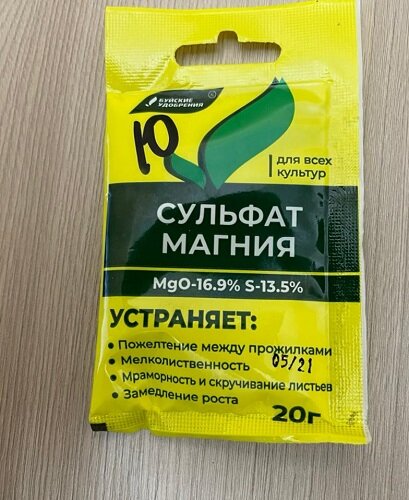 БУЙСКИЕ
УДОБРЕНИЯ
®
Ю
для всех
культур
СУЛЬФАТ
МАГНИЯ
MgO-16.9% S-13.5%
УСТРАНЯЕТ:
• Пожелтение между прожилками
• Мелколиственность
05/21
• Мраморность и скручивание листьев
• Замедление роста
20г